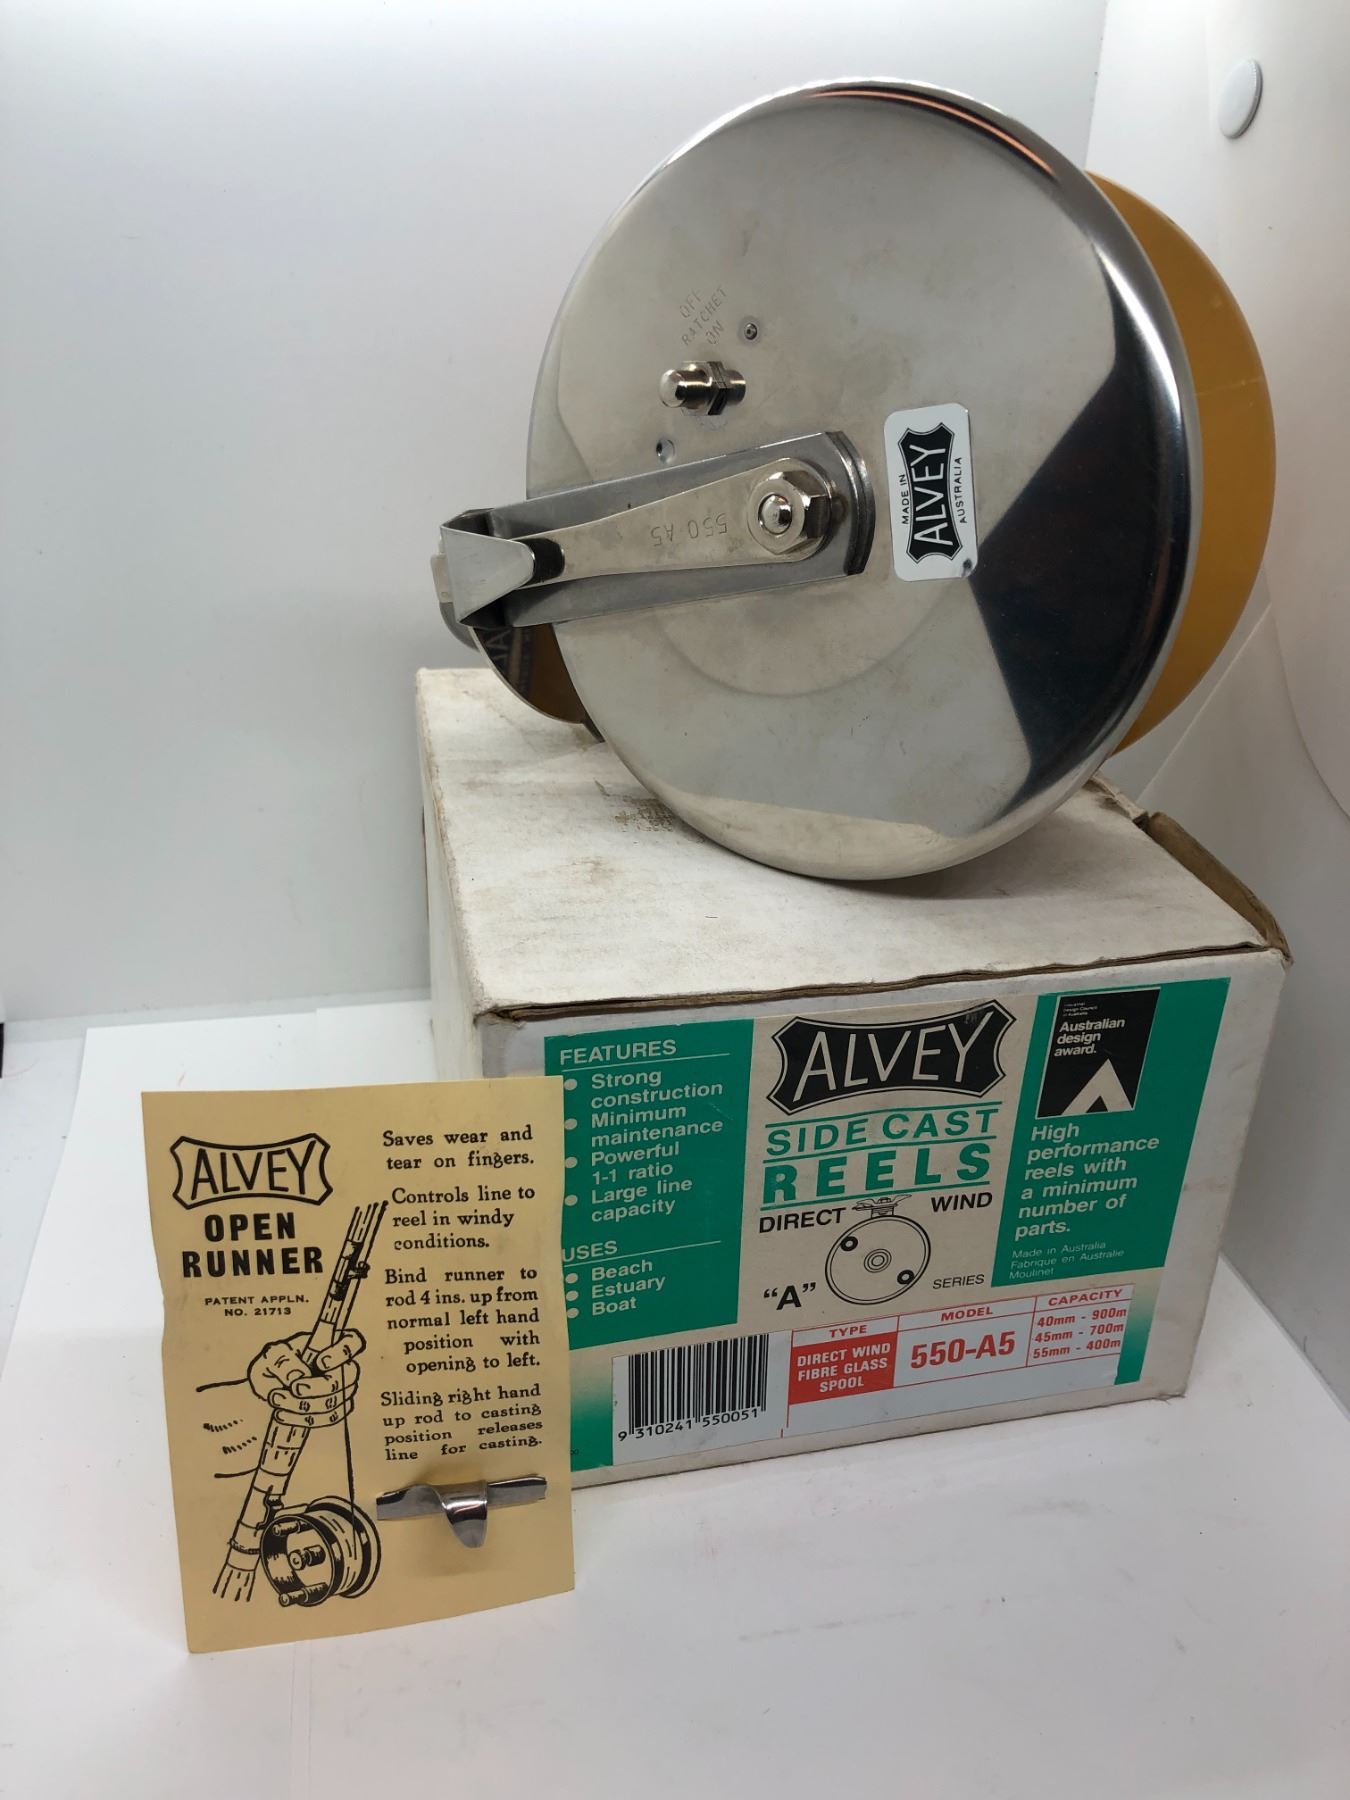 OFF
RATCHET
ON
550-A5
MADE IN
ALVEY
AUSTRALIA
FEATURES
• Strong
construction
• Minimum
maintenance
• Powerful
1-1 ratio
• Large line
capacity
USES
• Beach
• Estuary
• Boat
ALVEY
SIDE CAST
REELS
DIRECT WIND
"A" SERIES
Industrial
Design Council
of Australia
Australian
design
award.
High
performance
reels with
a minimum
number of
parts.
Made in Australia
Fabrique en Australie
Moulinet
9 310241 550051
TYPE
DIRECT WIND
FIBRE GLASS
SPOOL
MODEL
550-A5
CAPACITY
40mm - 900m
45mm - 700m
55mm - 400m
ALVEY
OPEN
RUNNER
PATENT APPLN.
NO. 21713
Saves wear and
tear on fingers.
Controls line to
reel in windy
conditions.
Bind runner to
rod 4 ins. up from
normal left hand
position with
opening to left.
Sliding right hand
up rod to casting
position releases
line for casting.